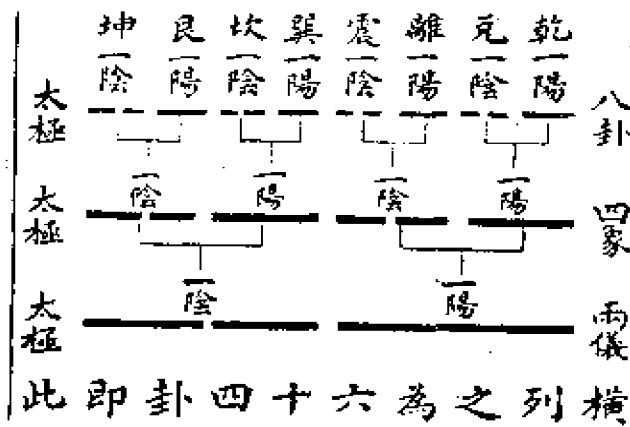 乾 兌 離 震 巽 坎 艮 坤
一陽 一陰 一陽 一陰 一陽 一陰 一陽 一陰
八卦 太極
一陽 一陰 一陽 一陰
四象 太極
一陽 一陰
兩儀 太極
橫列之為六十四卦即此